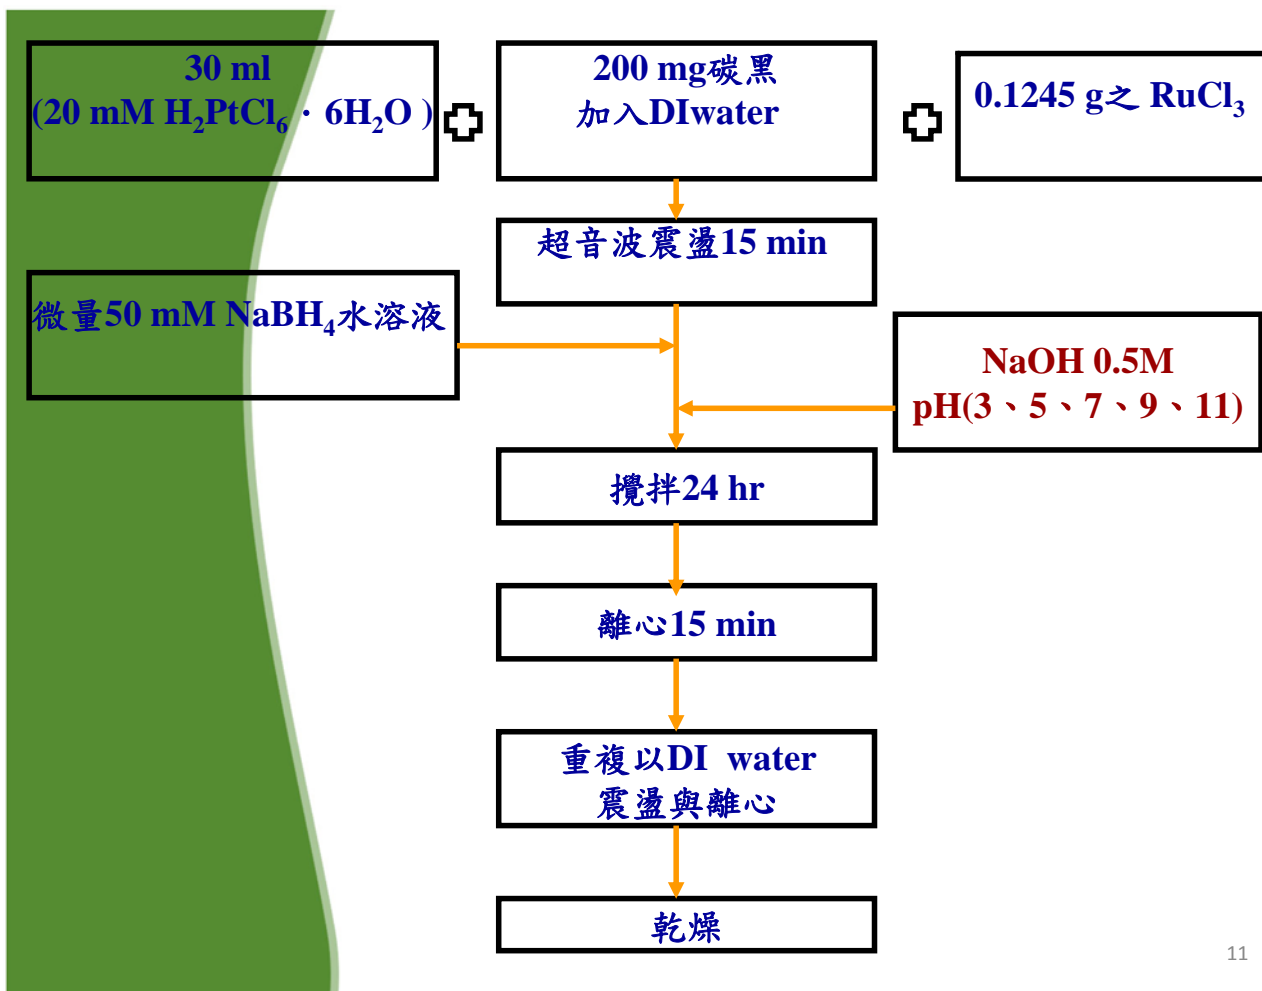 30 ml
(20 mM H₂PtCl₆ · 6H₂O )
200 mg碳黑
加入DIwater
0.1245 g之 RuCl₃
超音波震盪15 min
微量50 mM NaBH₄水溶液
NaOH 0.5M
pH(3、5、7、9、11)
攪拌24 hr
離心15 min
重複以DI water
震盪與離心
乾燥
11